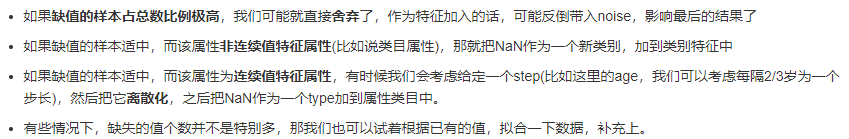 如果缺值的样本占总数比例极高，我们可能就直接舍弃了，作为特征加入的话，可能反倒带入noise，影响最后的结果了
如果缺值的样本适中，而该属性非连续值特征属性(比如说类目属性)，那就把NaN作为一个新类别，加到类别特征中
如果缺值的样本适中，而该属性为连续值特征属性，有时候我们会考虑给定一个step(比如这里的age，我们可以考虑每隔2/3岁为一个
步长)，然后把它离散化，之后把NaN作为一个type加到属性类目中。
有些情况下，缺失的值个数并不是特别多，那我们也可以试着根据已有的值，拟合一下数据，补充上。